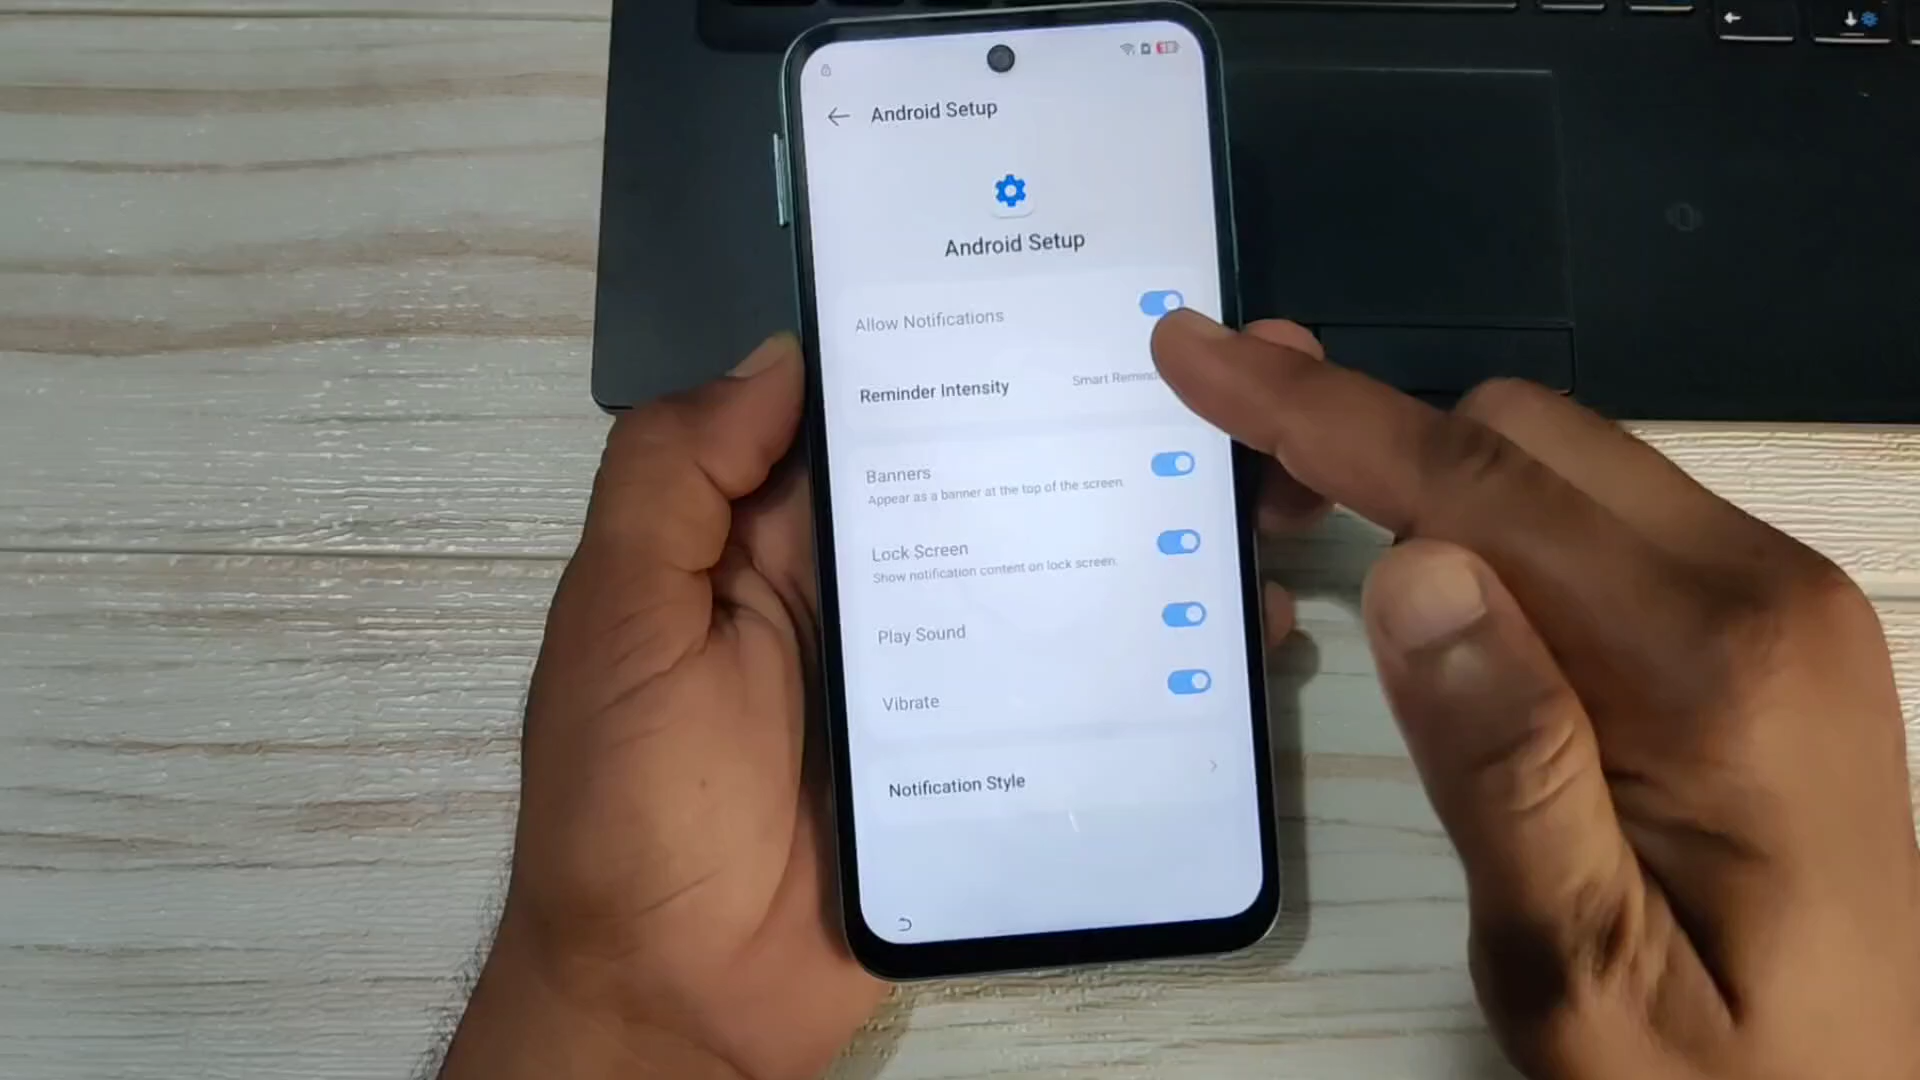 Android Setup
Android Setup
Allow Notifications
Reminder Intensity
Smart
Banners
Appear as a banner at the top of the screen.
Lock Screen
Show notification content on lock screen.
Play Sound
Vibrate
Notification Style